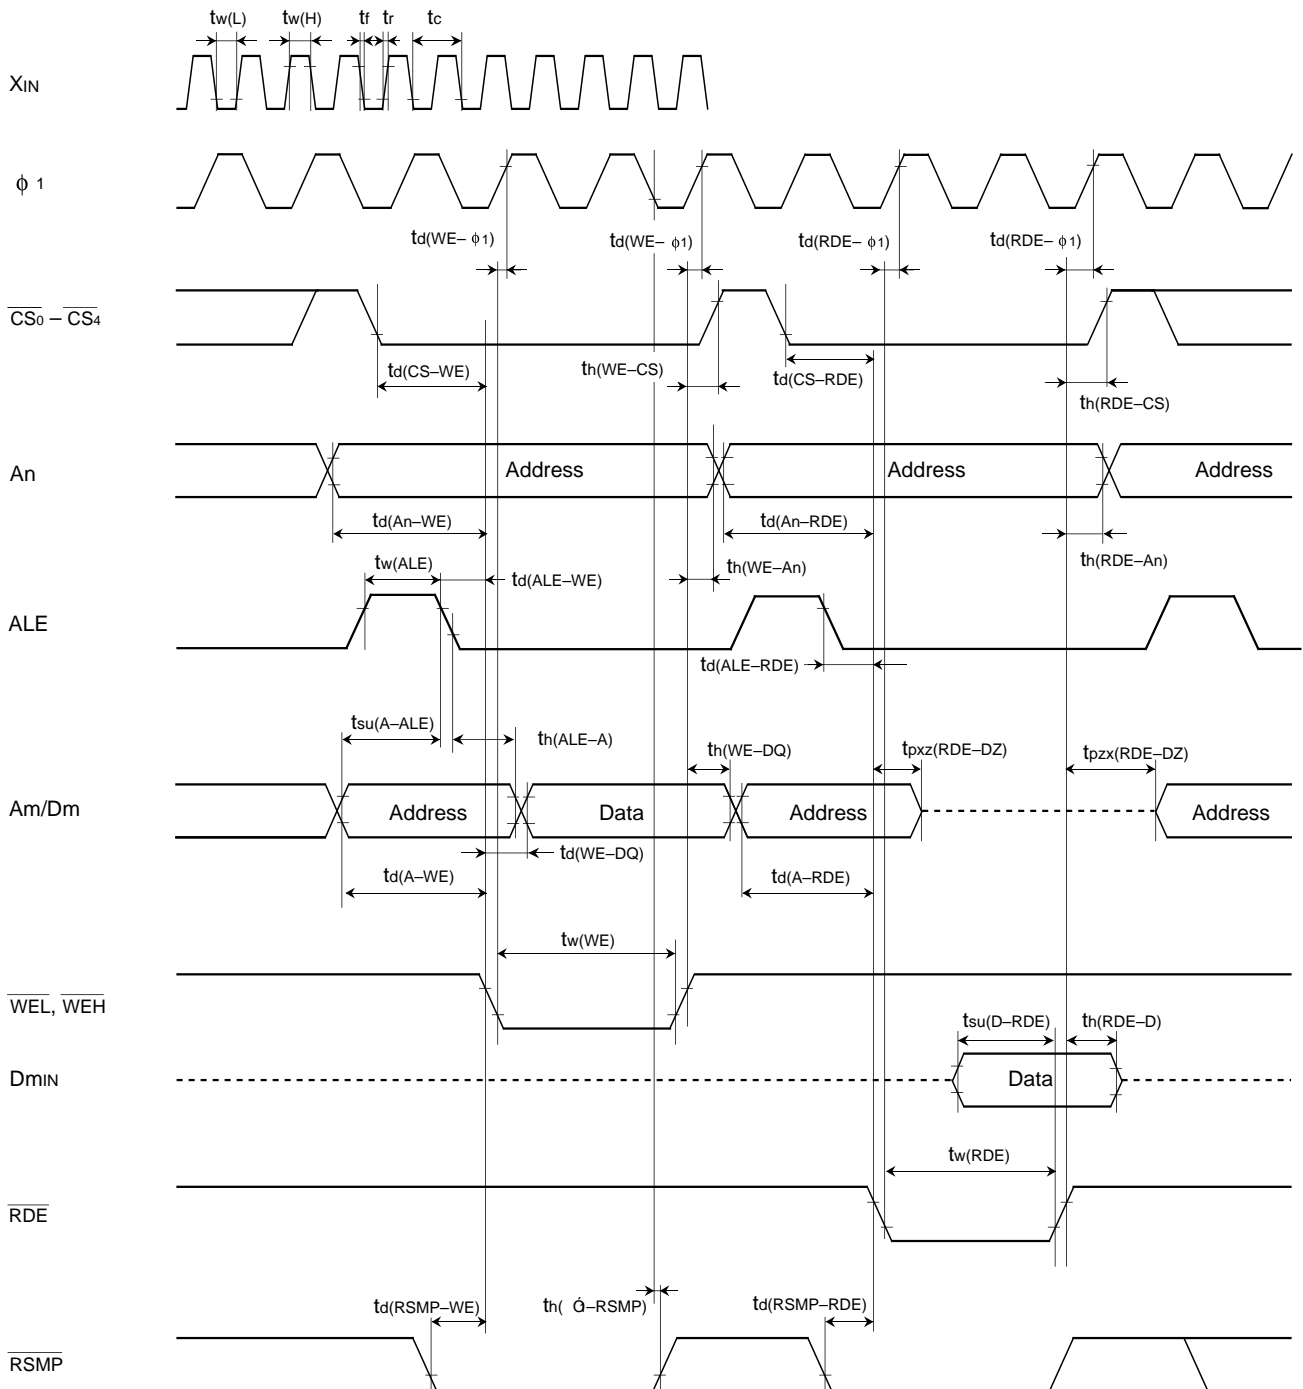 tw(L) tw(H) tf tr tc
XIN
ϕ 1
td(WE– ϕ1) td(WE– ϕ1) td(RDE– ϕ1) td(RDE– ϕ1)
CS0 – CS4
td(CS–WE) th(WE–CS) td(CS–RDE) th(RDE–CS)
An Address Address Address
td(An–WE) td(An–RDE)
tw(ALE) td(ALE–WE) th(WE–An) th(RDE–An)
ALE
td(ALE–RDE)
tsu(A–ALE) th(ALE–A) th(WE–DQ) tpxz(RDE–DZ) tpzx(RDE–DZ)
Am/Dm Address Data Address Address
td(WE–DQ)
td(A–WE) td(A–RDE)
tw(WE)
WEL, WEH
tsu(D–RDE) th(RDE–D)
DmIN Data
tw(RDE)
RDE
td(RSMP–WE) th( Ǵ–RSMP) td(RSMP–RDE)
RSMP